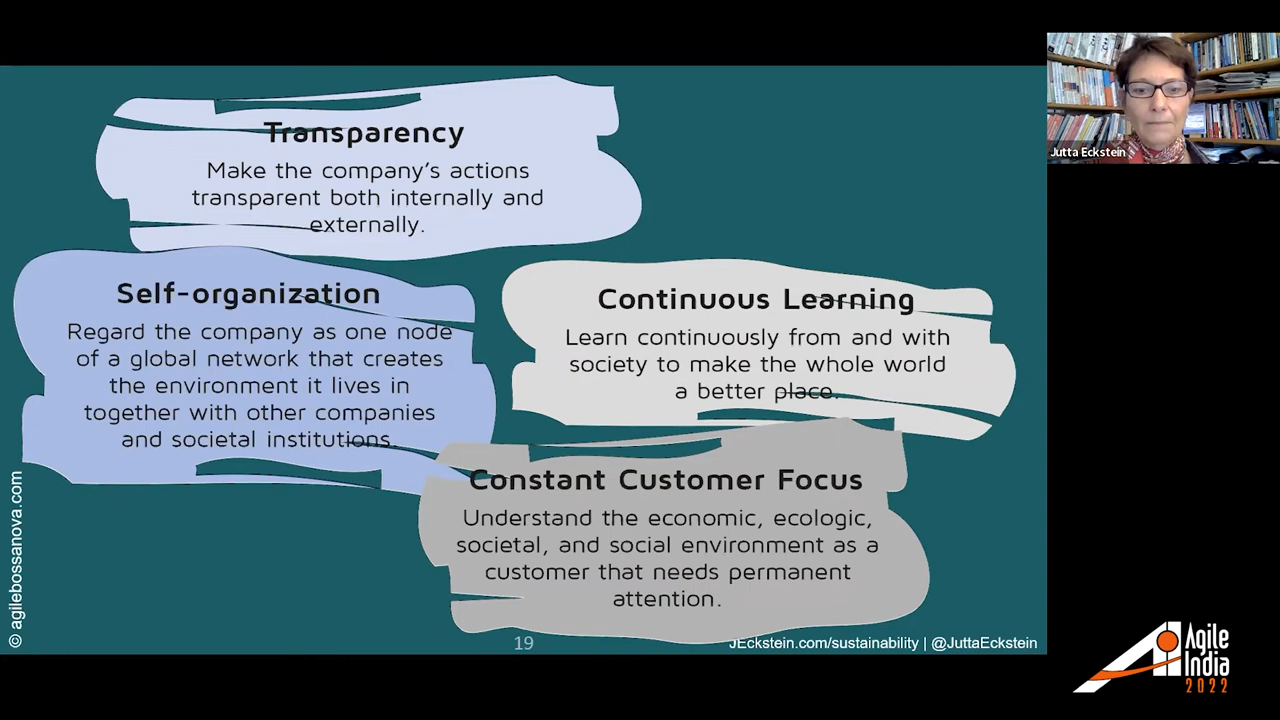 Transparency
Make the company's actions
transparent both internally and
externally.
Self-organization
Regard the company as one node
of a global network that creates
the environment it lives in
together with other companies
and societal institutions.
Continuous Learning
Learn continuously from and with
society to make the whole world
a better place.
Constant Customer Focus
Understand the economic, ecologic,
societal, and social environment as a
customer that needs permanent
attention.
© agilebossanova.com
19
JEckstein.com/sustainability | @JuttaEckstein
Jutta Eckstein
Agile
India
2022